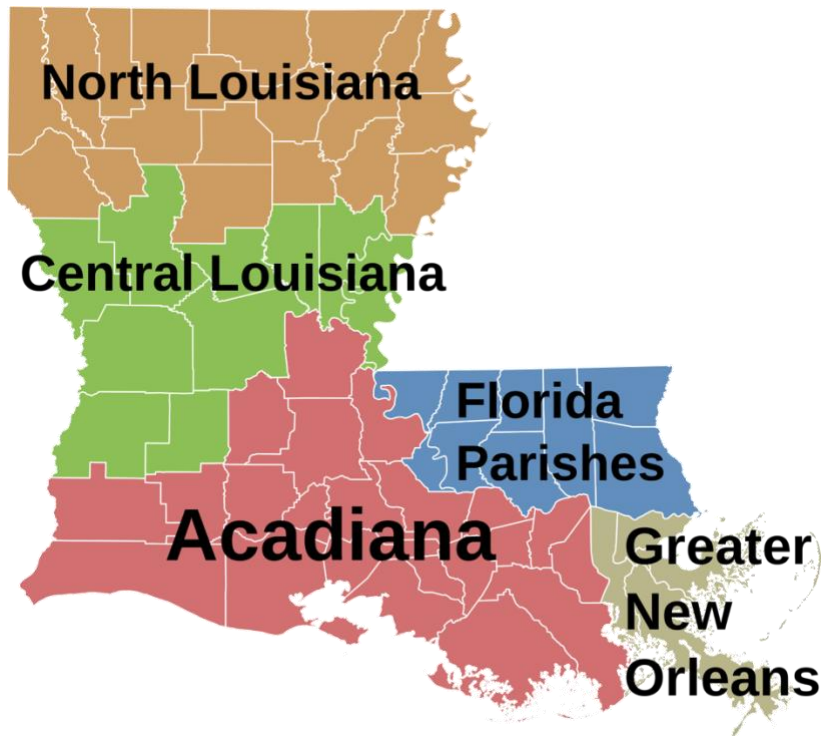 North Louisiana
Central Louisiana
Florida
Parishes
Acadiana
Greater
New
Orleans